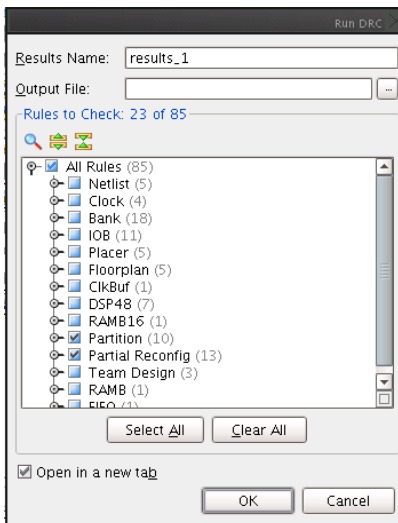 Run DRC
Results Name: results_1
Output File: ...
Rules to Check: 23 of 85
All Rules (85)
Netlist (5)
Clock (4)
Bank (18)
IOB (11)
Placer (5)
Floorplan (5)
ClkBuf (1)
DSP48 (7)
RAMB16 (1)
Partition (10)
Partial Reconfig (13)
Team Design (3)
RAMB (1)
FIFO (1)
Select All Clear All
Open in a new tab
OK Cancel